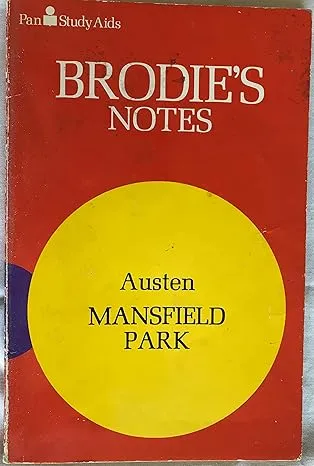 Pan Study Aids
BRODIE'S
NOTES
Austen
MANSFIELD
PARK